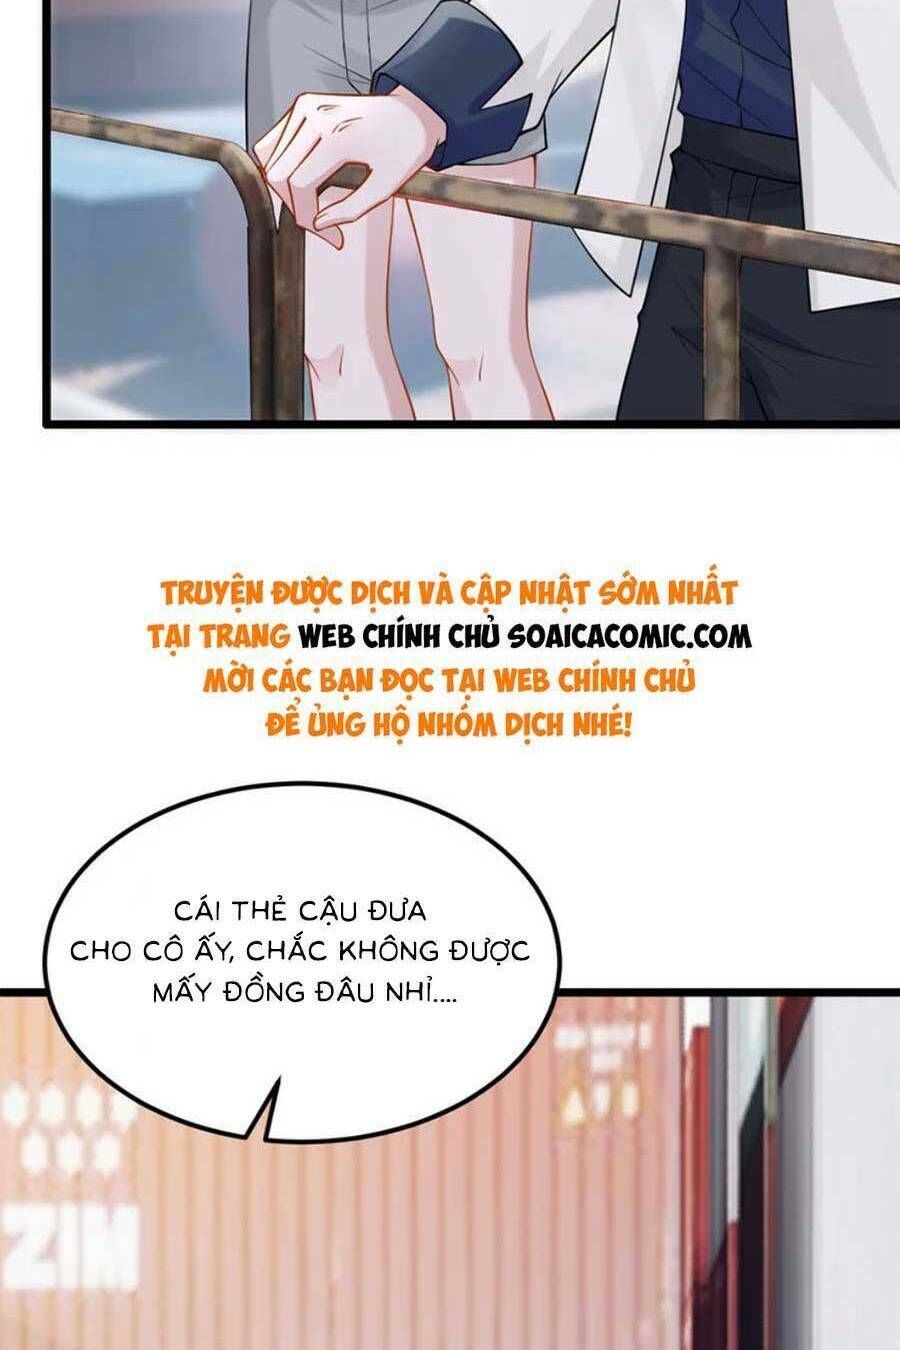 TRUYỆN ĐƯỢC DỊCH VÀ CẬP NHẬT SỚM NHẤT
TẠI TRANG WEB CHÍNH CHỦ SOAICACOMIC.COM
MỜI CÁC BẠN ĐỌC TẠI WEB CHÍNH CHỦ
ĐỂ ỦNG HỘ NHÓM DỊCH NHÉ!
CÁI THẺ CẬU ĐƯA
CHO CÔ ẤY, CHẮC KHÔNG ĐƯỢC
MẤY ĐỒNG ĐÂU NHỈ....
ZIM